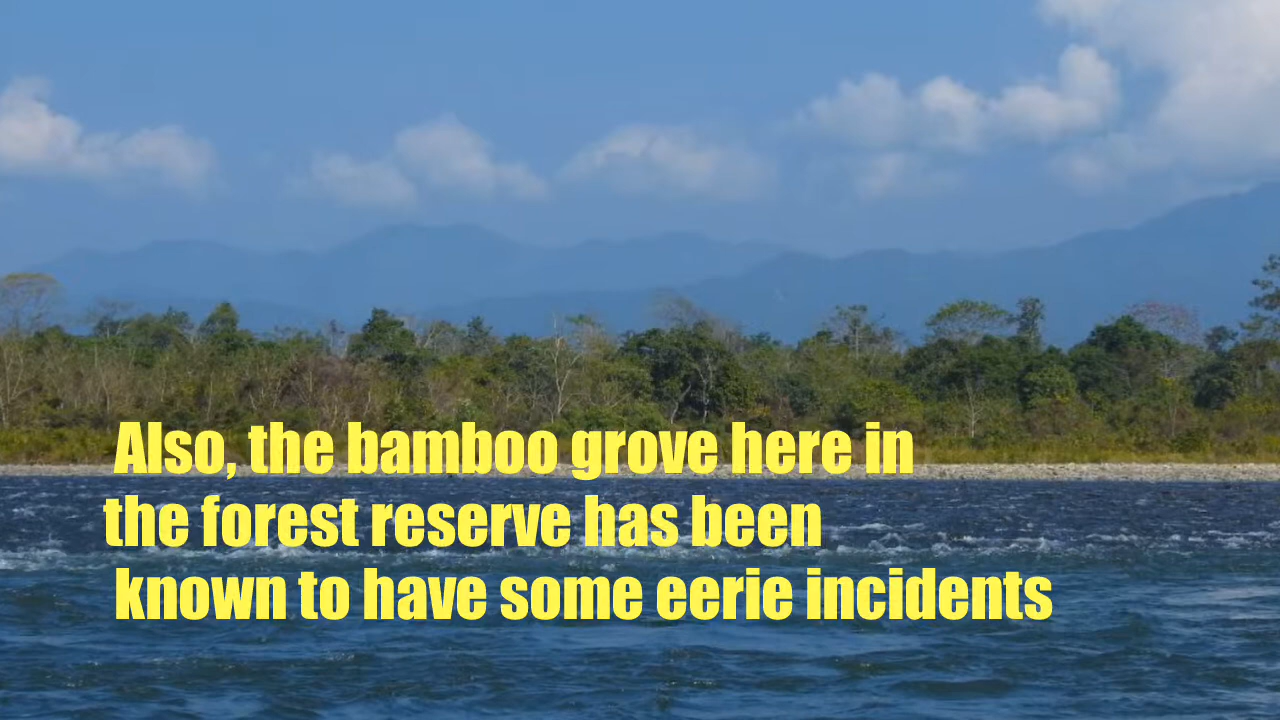 Also, the bamboo grove here in
the forest reserve has been
known to have some eerie incidents